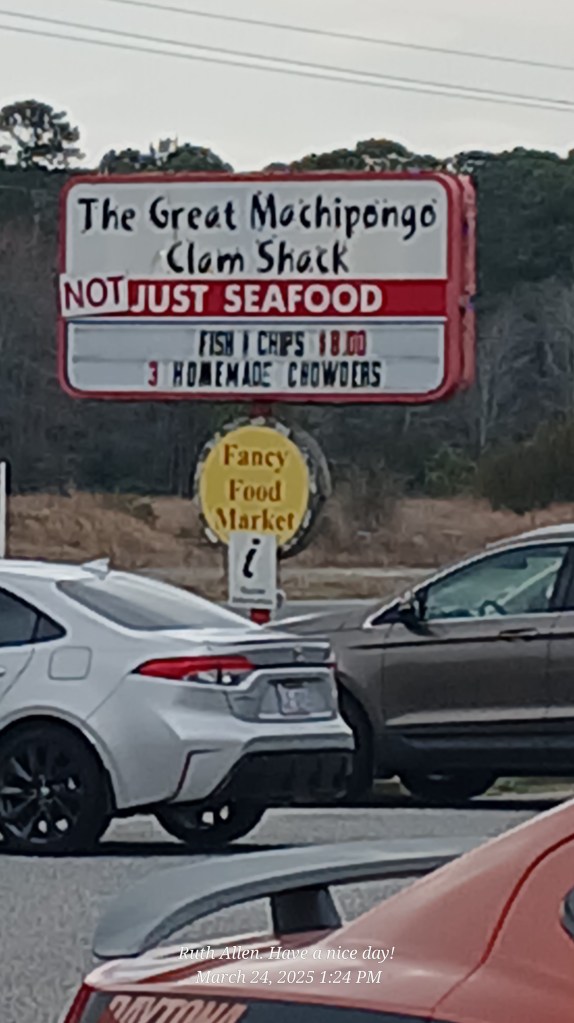 The Great Machipongo
Clam Shack
NOT JUST SEAFOOD
FISH & CHIPS $8.00
3 HOMEMADE CHOWDERS
Fancy
Food
Market
i
Ruth Allen. Have a nice day!
March 24, 2025 1:24 PM
DAYTONA